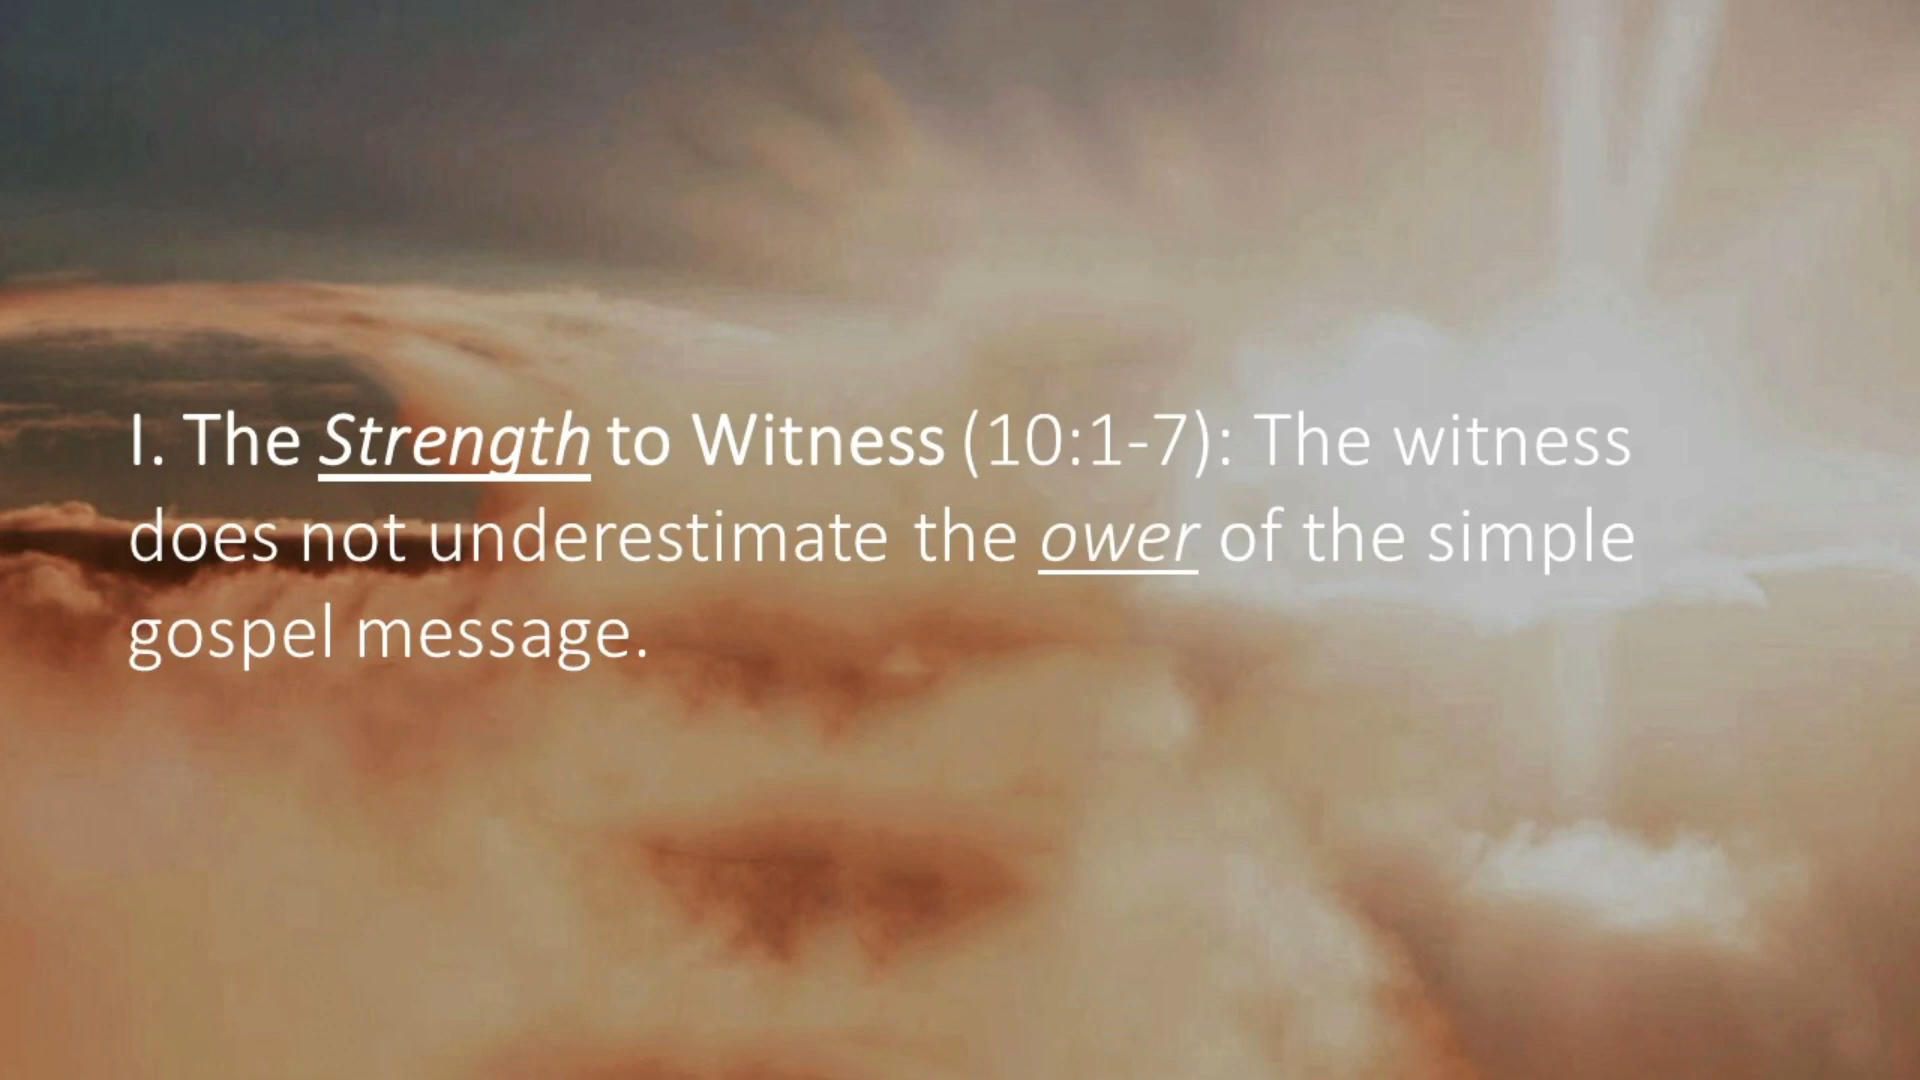 I. The Strength to Witness (10:1-7): The witness
does not underestimate the ower of the simple
gospel message.